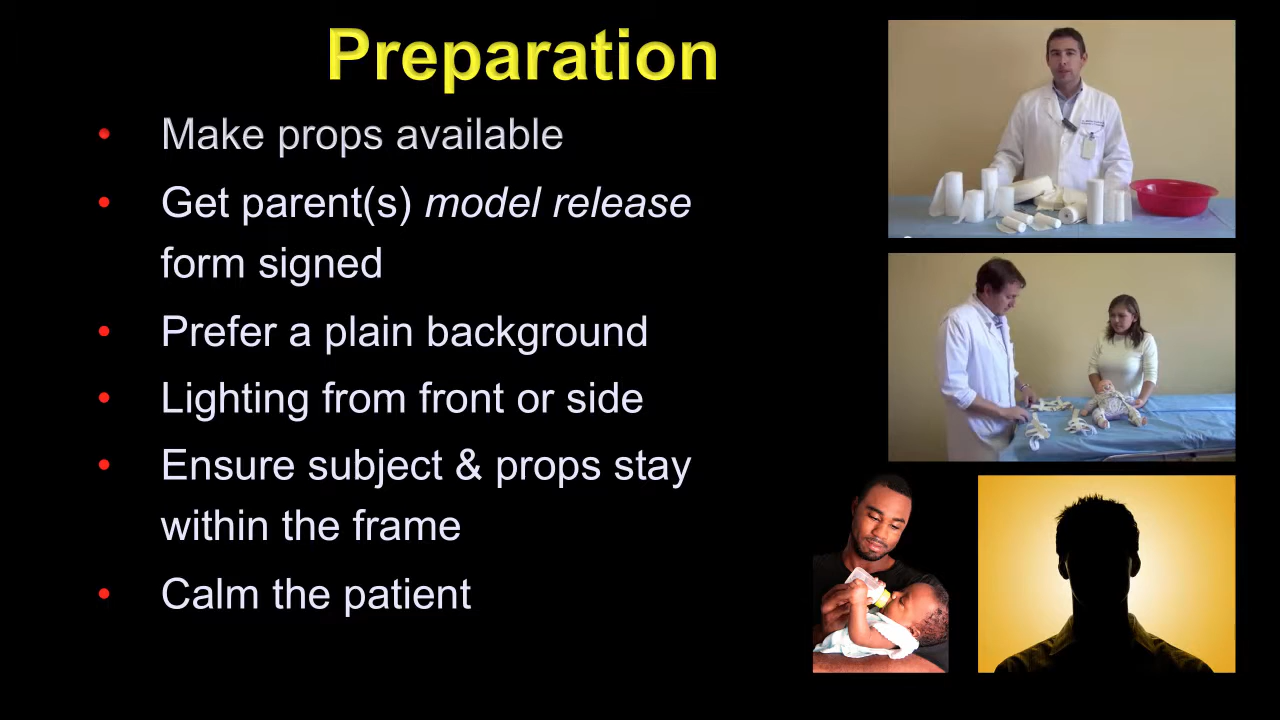 Preparation
• Make props available
• Get parent(s) model release
form signed
• Prefer a plain background
• Lighting from front or side
• Ensure subject & props stay
within the frame
• Calm the patient